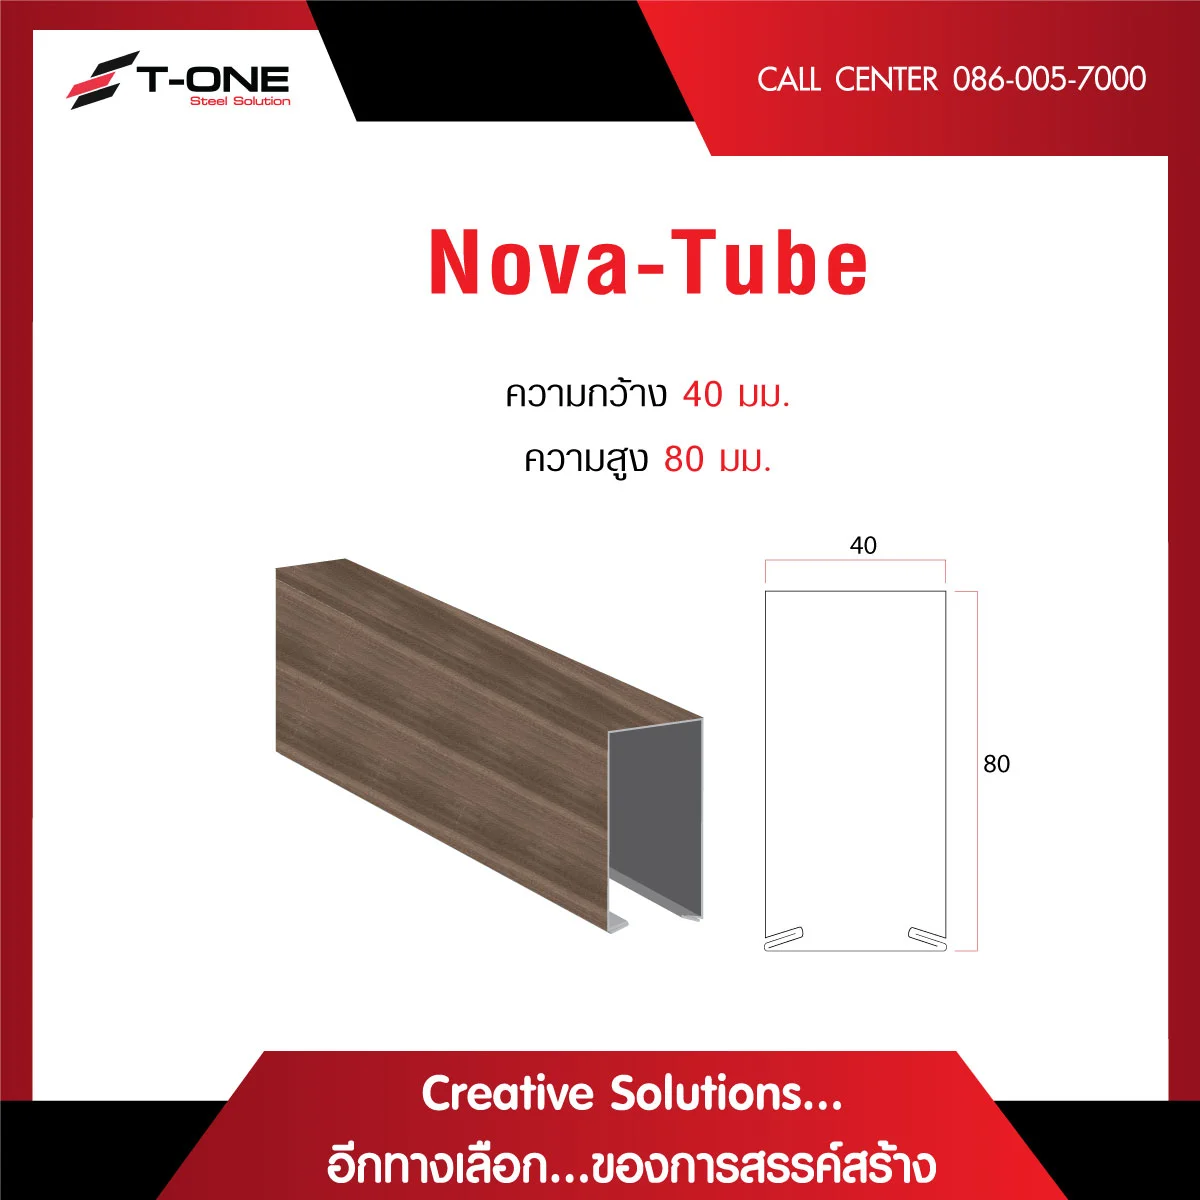 T-ONE
Steel Solution
CALL CENTER 086-005-7000
Nova-Tube
ความกว้าง 40 มม.
ความสูง 80 มม.
40
80
Creative Solutions...
อีกทางเลือก...ของการสรรค์สร้าง